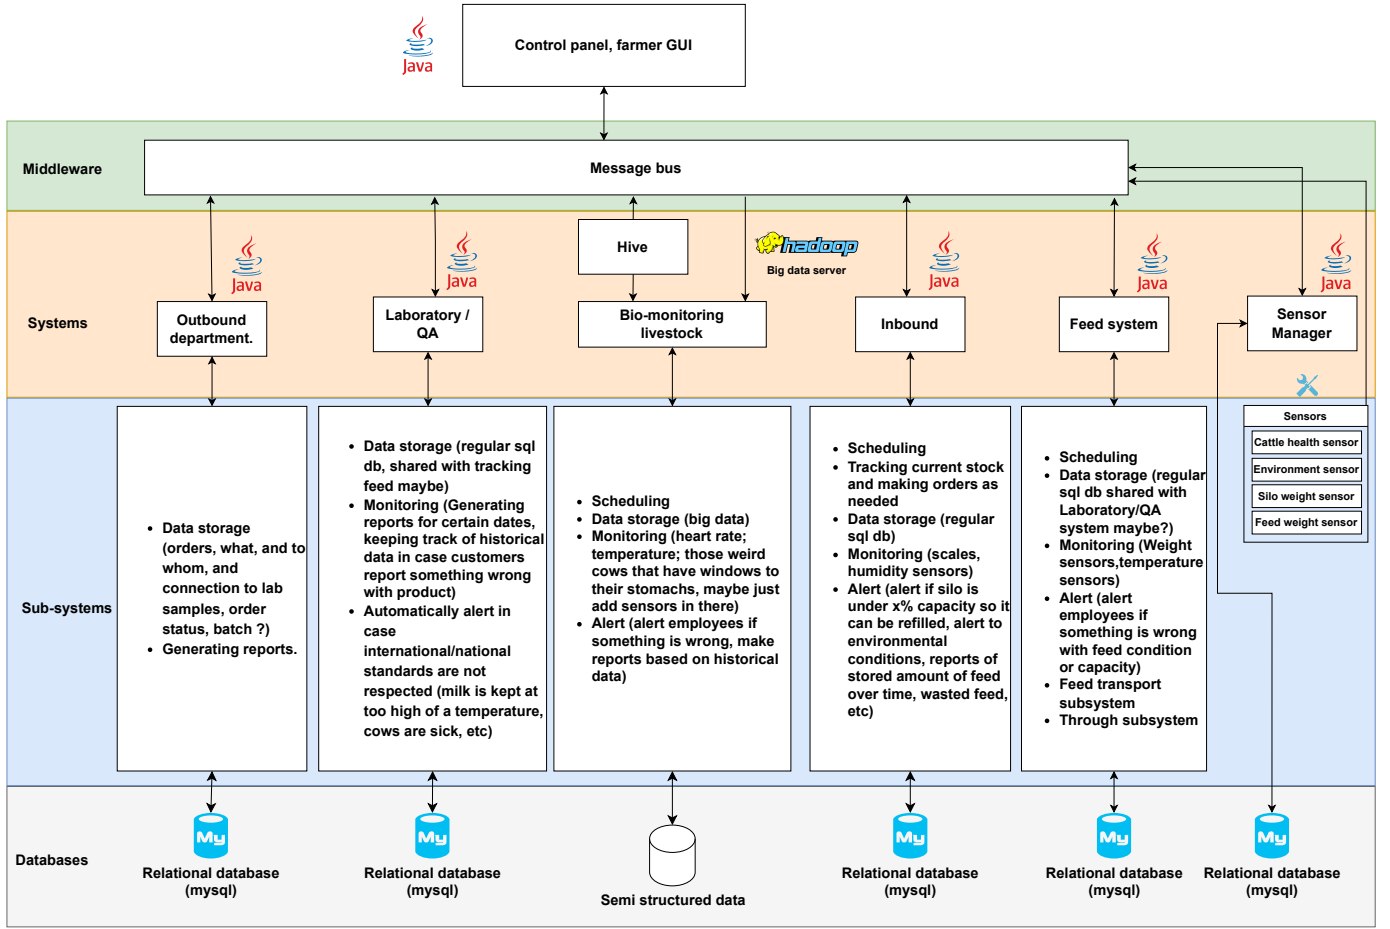 Control panel, farmer GUI
Java
Middleware
Message bus
Systems
Java
Outbound
department.
Java
Laboratory /
QA
Hive
hadoop
Big data server
Bio-monitoring
livestock
Java
Inbound
Java
Feed system
Java
Sensor
Manager
Sub-systems
• Data storage
(orders, what, and to
whom, and
connection to lab
samples, order
status, batch ?)
• Generating reports.
• Data storage (regular sql
db, shared with tracking
feed maybe)
• Monitoring (Generating
reports for certain dates,
keeping track of historical
data in case customers
report something wrong
with product)
• Automatically alert in
case
international/national
standards are not
respected (milk is kept at
too high of a temperature,
cows are sick, etc)
• Scheduling
• Data storage (big data)
• Monitoring (heart rate;
temperature; those weird
cows that have windows to
their stomachs, maybe just
add sensors in there)
• Alert (alert employees if
something is wrong, make
reports based on historical
data)
• Scheduling
• Tracking current stock
and making orders as
needed
• Data storage (regular
sql db)
• Monitoring (scales,
humidity sensors)
• Alert (alert if silo is
under x% capacity so it
can be refilled, alert to
environmental
conditions, reports of
stored amount of feed
over time, wasted feed,
etc)
• Scheduling
• Data storage (regular
sql db shared with
Laboratory/QA
system maybe?)
• Monitoring (Weight
sensors,temperature
sensors)
• Alert (alert
employees if
something is wrong
with feed condition
or capacity)
• Feed transport
subsystem
• Through subsystem
Sensors
Cattle health sensor
Environment sensor
Silo weight sensor
Feed weight sensor
Databases
My
Relational database
(mysql)
My
Relational database
(mysql)
Semi structured data
My
Relational database
(mysql)
My
Relational database
(mysql)
My
Relational database
(mysql)